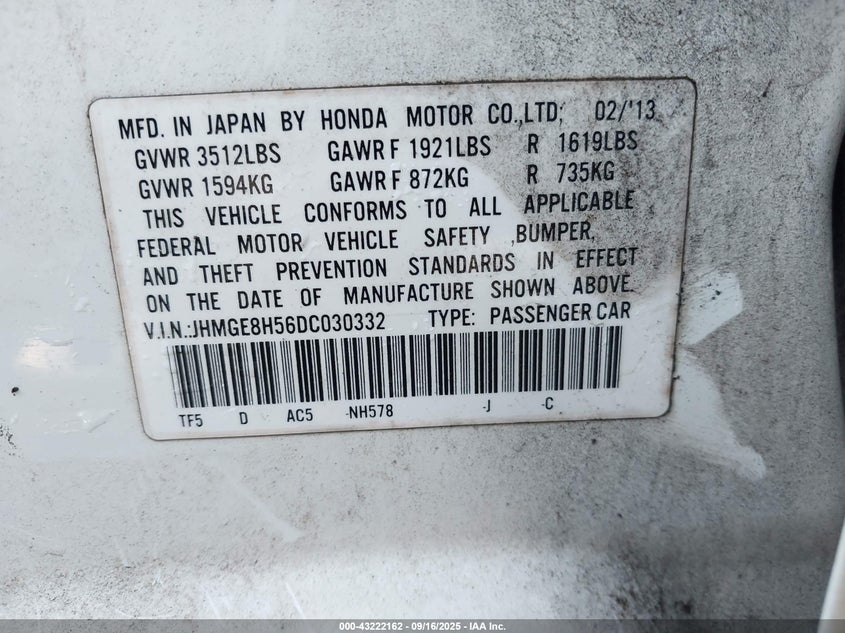 MFD. IN JAPAN BY HONDA MOTOR CO.,LTD; 02/'13
GVWR 3512LBS GAWR F 1921LBS R 1619LBS
GVWR 1594KG GAWR F 872KG R 735KG
THIS VEHICLE CONFORMS TO ALL APPLICABLE
FEDERAL MOTOR VEHICLE SAFETY ,BUMPER,
AND THEFT PREVENTION STANDARDS IN EFFECT
ON THE DATE OF MANUFACTURE SHOWN ABOVE.
V.I.N.:JHMGE8H56DC030332 TYPE: PASSENGER CAR
TF5 D AC5 -NH578 -J -C
000-43222162 - 09/16/2025 - IAA Inc.